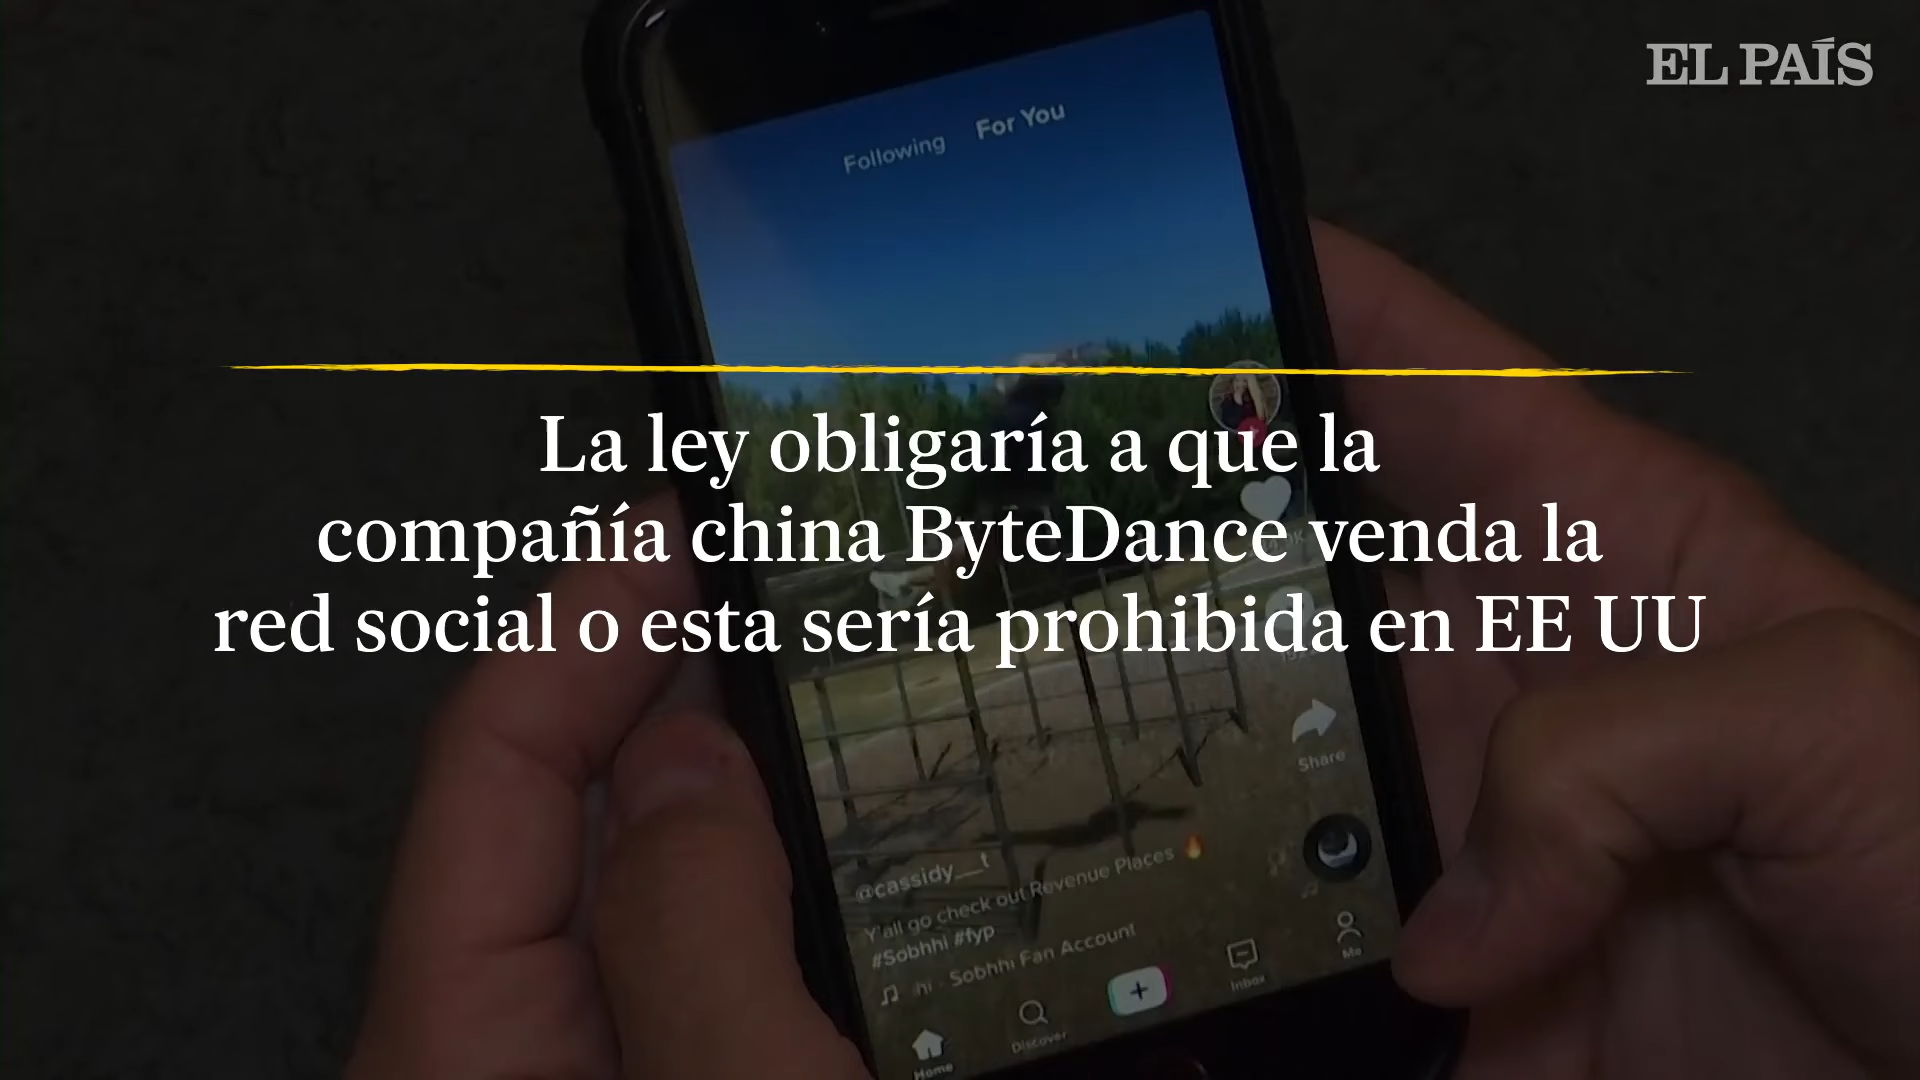 EL PAÍS
Following For You
La ley obligaría a que la
compañía china ByteDance venda la
red social o esta sería prohibida en EE UU
Share
@cassidy__t
Y'all go check out Revenue Places 🔥
#Sobhhi #fyp
hi - Sobhhi Fan Account
Home Discover Inbox Me